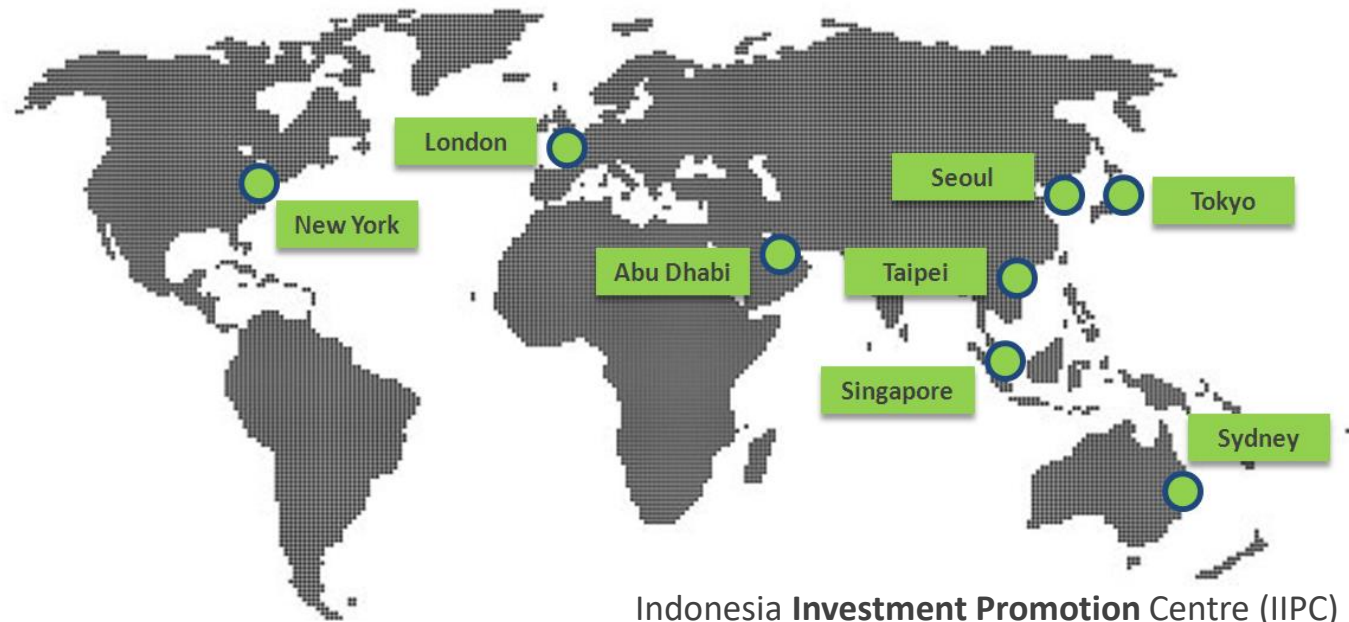 London
Seoul
Tokyo
New York
Abu Dhabi
Taipei
Singapore
Sydney
Indonesia Investment Promotion Centre (IIPC)